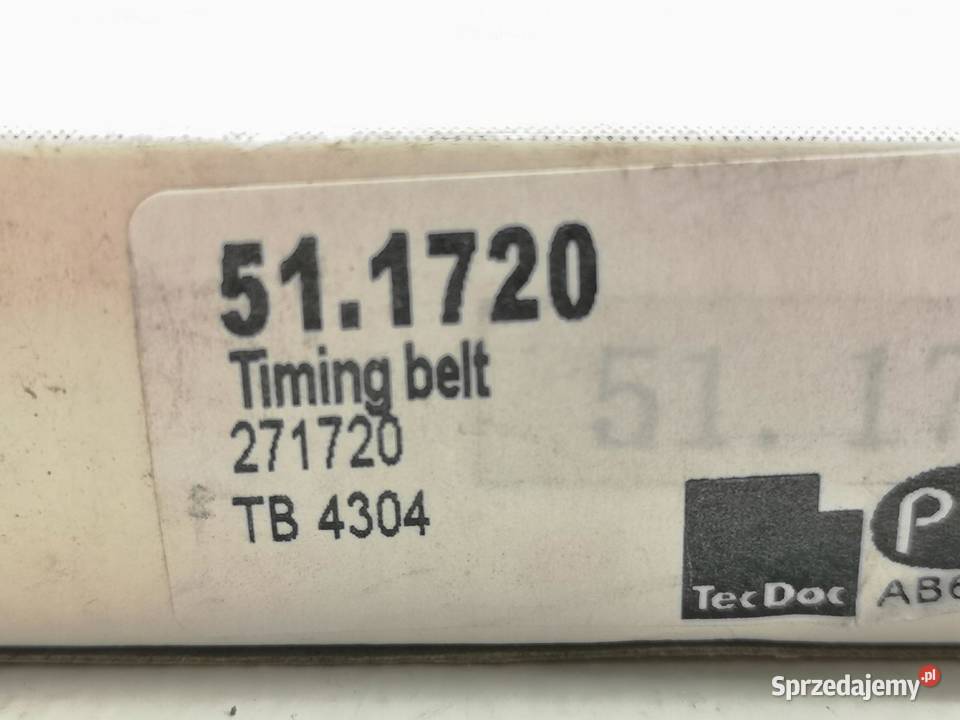 51.1720
Timing belt
271720
TB 4304
51.17
TecDoc
P
AB6
Sprzedajemy.pl